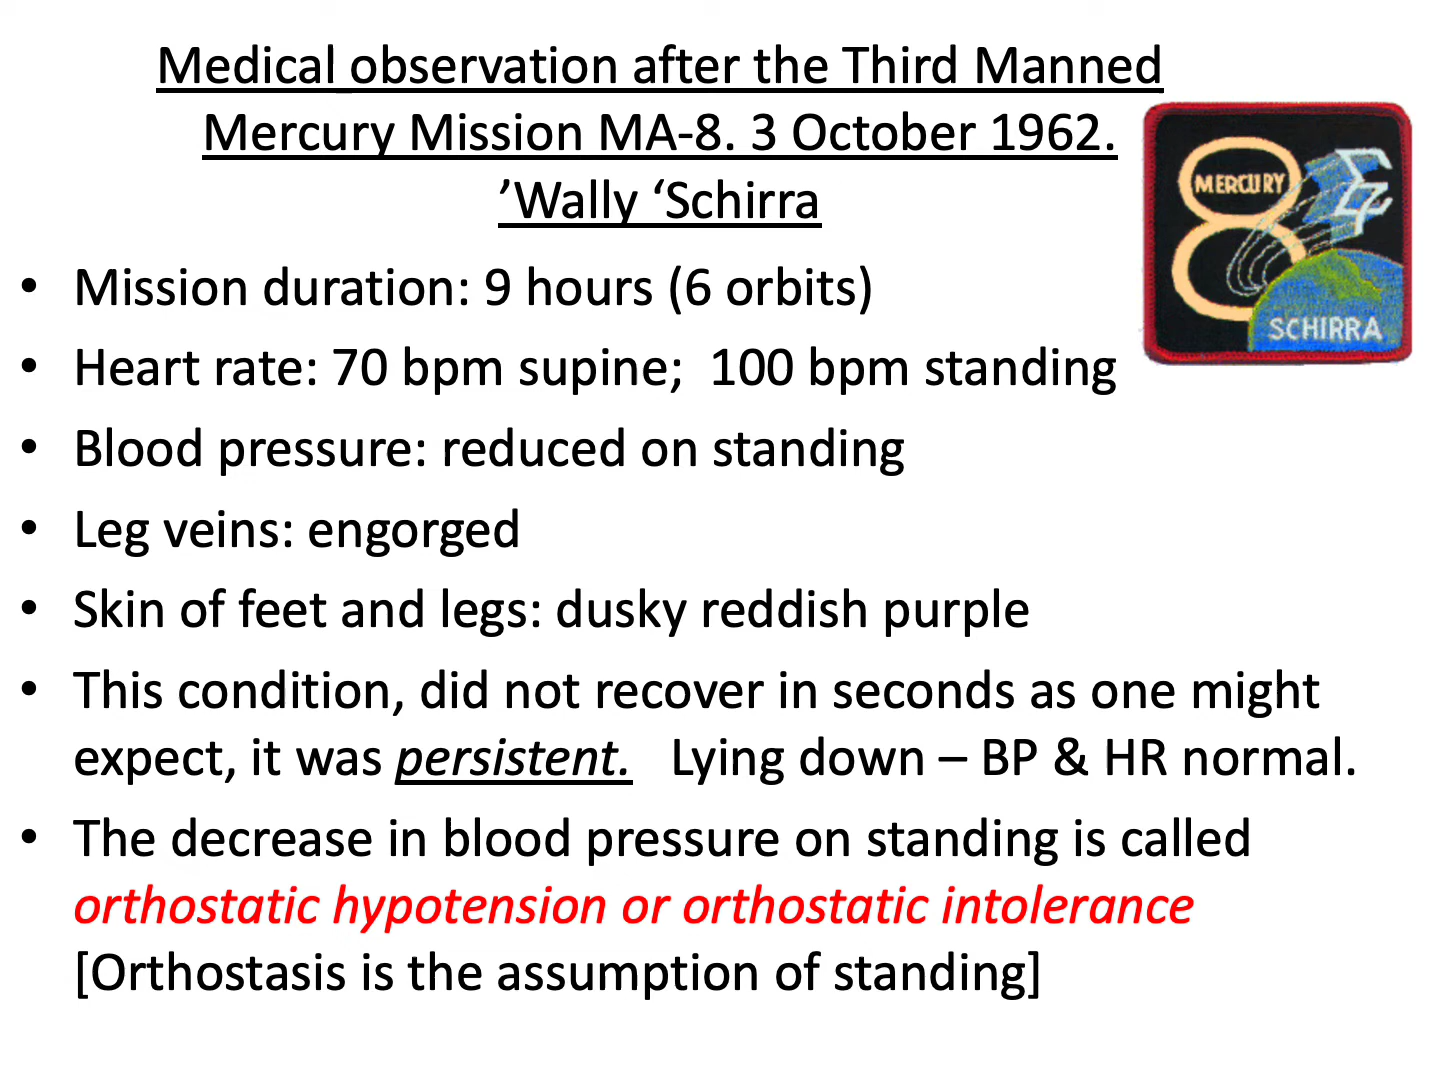 Medical observation after the Third Manned
Mercury Mission MA-8. 3 October 1962.
’Wally ‘Schirra
MERCURY
8
SCHIRRA
• Mission duration: 9 hours (6 orbits)
• Heart rate: 70 bpm supine;  100 bpm standing
• Blood pressure: reduced on standing
• Leg veins: engorged
• Skin of feet and legs: dusky reddish purple
• This condition, did not recover in seconds as one might
expect, it was persistent.   Lying down – BP & HR normal.
• The decrease in blood pressure on standing is called
orthostatic hypotension or orthostatic intolerance
[Orthostasis is the assumption of standing]